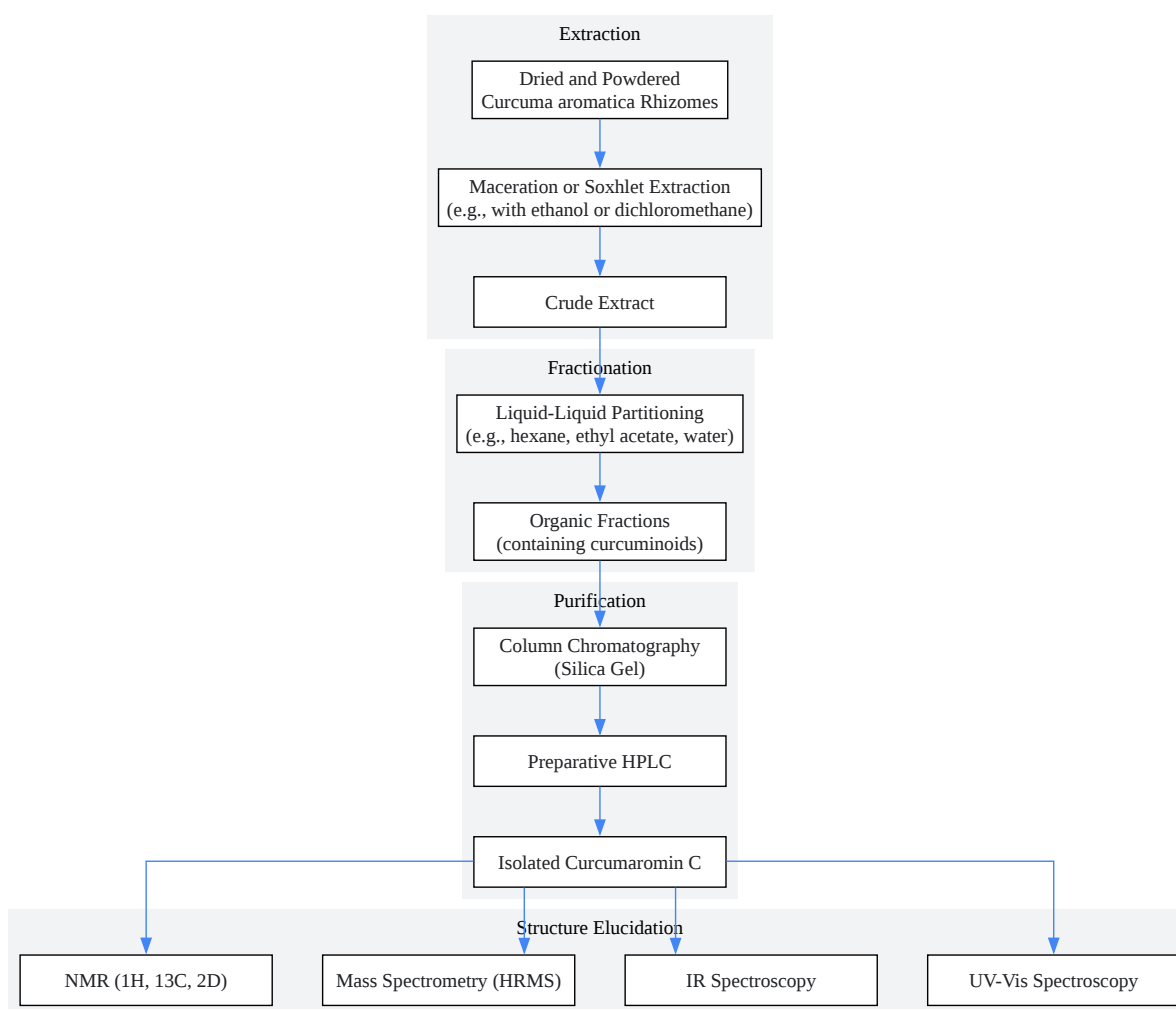 Extraction
Dried and Powdered
Curcuma aromatica Rhizomes
Maceration or Soxhlet Extraction
(e.g., with ethanol or dichloromethane)
Crude Extract
Fractionation
Liquid-Liquid Partitioning
(e.g., hexane, ethyl acetate, water)
Organic Fractions
(containing curcuminoids)
Purification
Column Chromatography
(Silica Gel)
Preparative HPLC
Isolated Curcumaromin C
Structure Elucidation
NMR (1H, 13C, 2D)
Mass Spectrometry (HRMS)
IR Spectroscopy
UV-Vis Spectroscopy